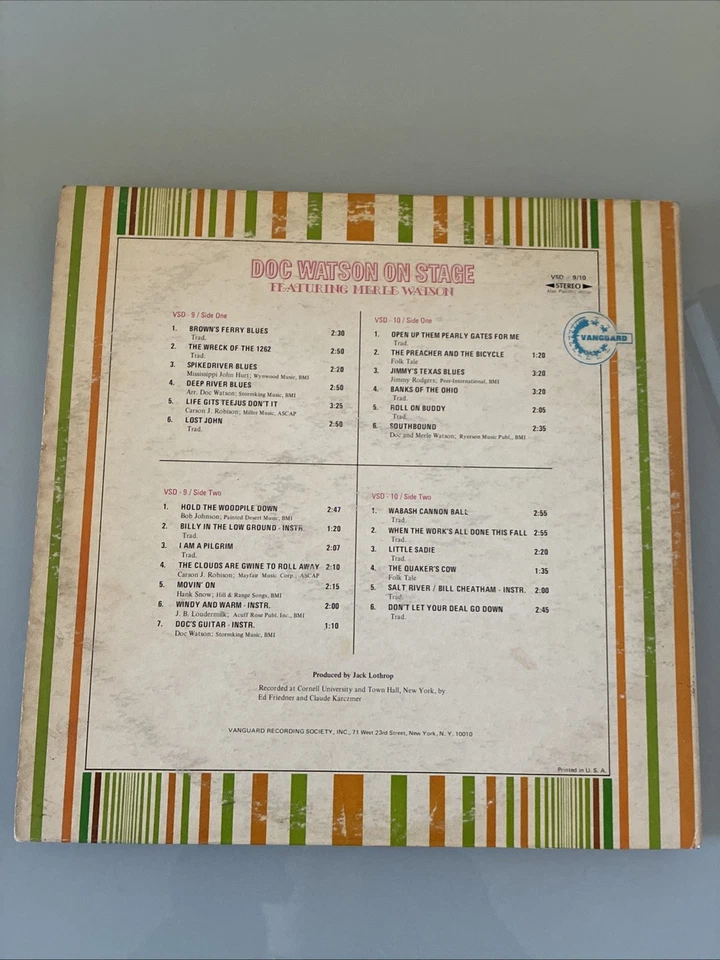 DOC WATSON ON STAGE
FEATURING MERLE WATSON
VSD - 9/10
STEREO
VANGUARD
VSD - 9 / Side One
1. BROWN'S FERRY BLUES 2:30
Trad.
2. THE WRECK OF THE 1262 2:50
Trad.
3. SPIKEDRIVER BLUES 2:20
Mississippi John Hurt; Wynwood Music, BMI
4. DEEP RIVER BLUES 2:50
Arr. Doc Watson; Stormking Music, BMI
5. LIFE GITS TEEJUS DON'T IT 3:25
Carson J. Robison; Miller Music, ASCAP
6. LOST JOHN 2:50
Trad.
VSD - 10 / Side One
1. OPEN UP THEM PEARLY GATES FOR ME
Trad.
2. THE PREACHER AND THE BICYCLE 1:20
Folk Tale
3. JIMMY'S TEXAS BLUES 3:20
Jimmy Rodgers; Peer-International, BMI
4. BANKS OF THE OHIO 3:20
Trad.
5. ROLL ON BUDDY 2:05
Trad.
6. SOUTHBOUND 2:35
Doc and Merle Watson; Ryerson Music Publ., BMI
VSD - 9 / Side Two
1. HOLD THE WOODPILE DOWN 2:47
Bob Johnson; Painted Desert Music, BMI
2. BILLY IN THE LOW GROUND - INSTR. 1:20
Trad.
3. I AM A PILGRIM 2:07
Trad.
4. THE CLOUDS ARE GWINE TO ROLL AWAY 2:10
Carson J. Robison; Mayfair Music Corp.; ASCAP
5. MOVIN' ON 2:15
Hank Snow; Hill & Range Songs, BMI
6. WINDY AND WARM - INSTR. 2:00
J. B. Loudermilk; Acuff Rose Publ. Inc., BMI
7. DOC'S GUITAR - INSTR. 1:10
Doc Watson; Stormking Music, BMI
VSD - 10 / Side Two
1. WABASH CANNON BALL 2:55
Trad.
2. WHEN THE WORK'S ALL DONE THIS FALL 2:55
Trad.
3. LITTLE SADIE 2:20
Trad.
4. THE QUAKER'S COW 1:35
Folk Tale
5. SALT RIVER / BILL CHEATHAM - INSTR. 2:00
Trad.
6. DON'T LET YOUR DEAL GO DOWN 2:45
Trad.
Produced by Jack Lothrop
Recorded at Cornell University and Town Hall, New York, by
Ed Friedner and Claude Karczmer
VANGUARD RECORDING SOCIETY, INC., 71 West 23rd Street, New York, N. Y. 10010
Printed in U. S. A.